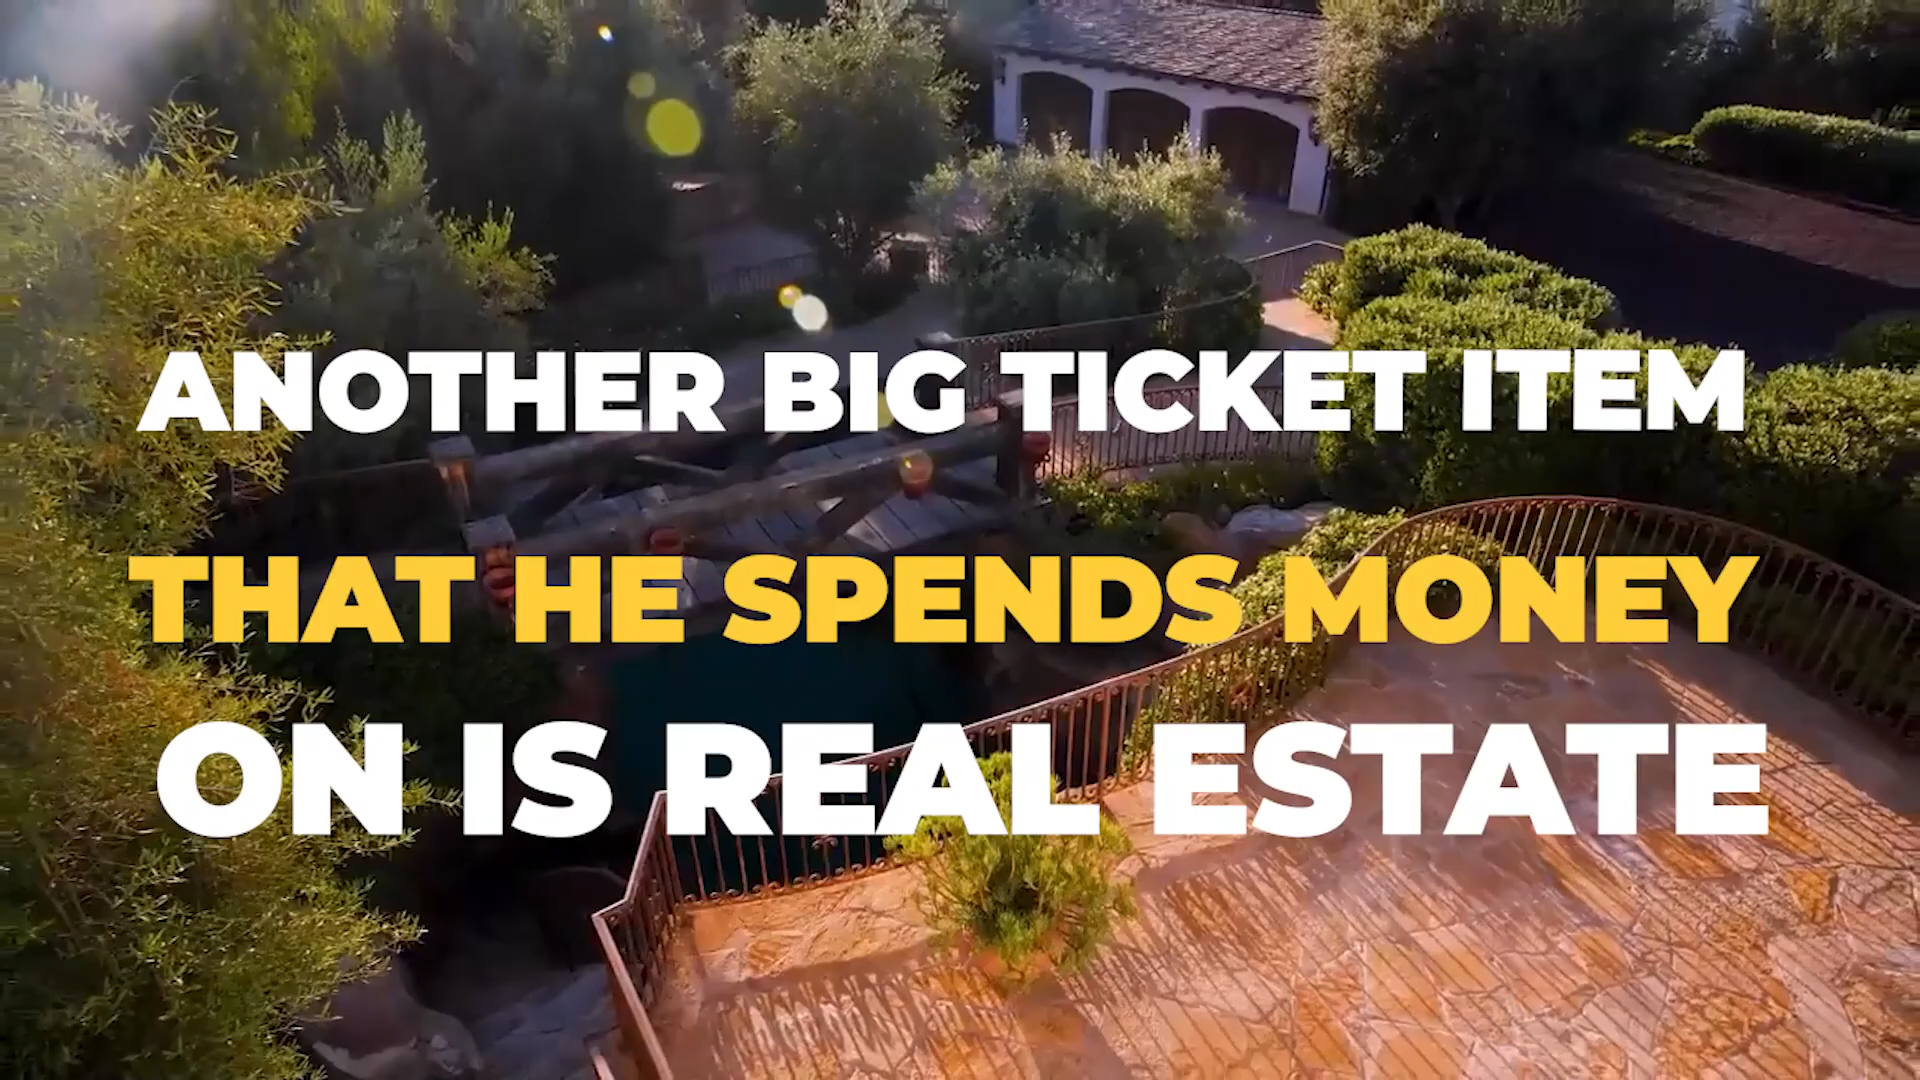 ANOTHER BIG TICKET ITEM
THAT HE SPENDS MONEY
ON IS REAL ESTATE